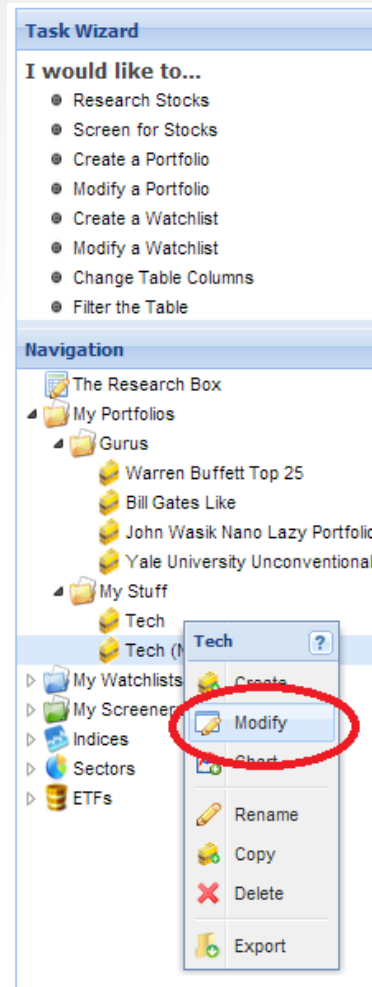 Task Wizard
I would like to...
Research Stocks
Screen for Stocks
Create a Portfolio
Modify a Portfolio
Create a Watchlist
Modify a Watchlist
Change Table Columns
Filter the Table
Navigation
The Research Box
My Portfolios
Gurus
Warren Buffett Top 25
Bill Gates Like
John Wasik Nano Lazy Portfolio
Yale University Unconventional
My Stuff
Tech
Tech (
My Watchlists
My Screener
Indices
Sectors
ETFs
Tech ?
Create
Modify
Chart
Rename
Copy
Delete
Export